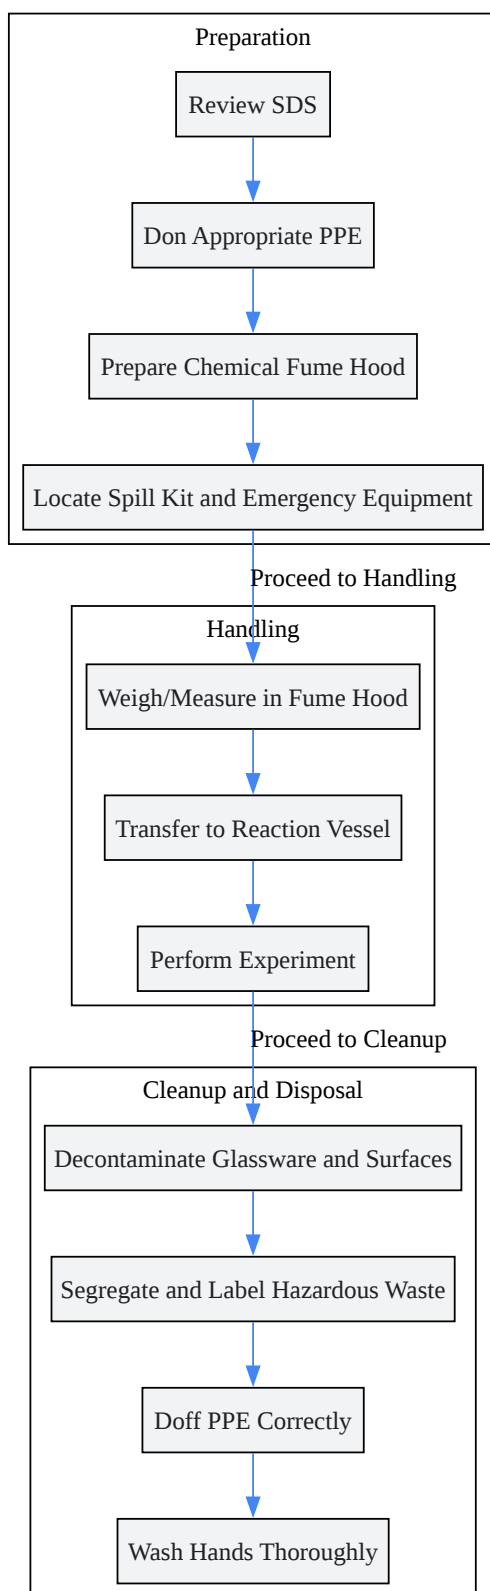 Preparation
Review SDS
Don Appropriate PPE
Prepare Chemical Fume Hood
Locate Spill Kit and Emergency Equipment
Proceed to Handling
Handling
Weigh/Measure in Fume Hood
Transfer to Reaction Vessel
Perform Experiment
Proceed to Cleanup
Cleanup and Disposal
Decontaminate Glassware and Surfaces
Segregate and Label Hazardous Waste
Doff PPE Correctly
Wash Hands Thoroughly